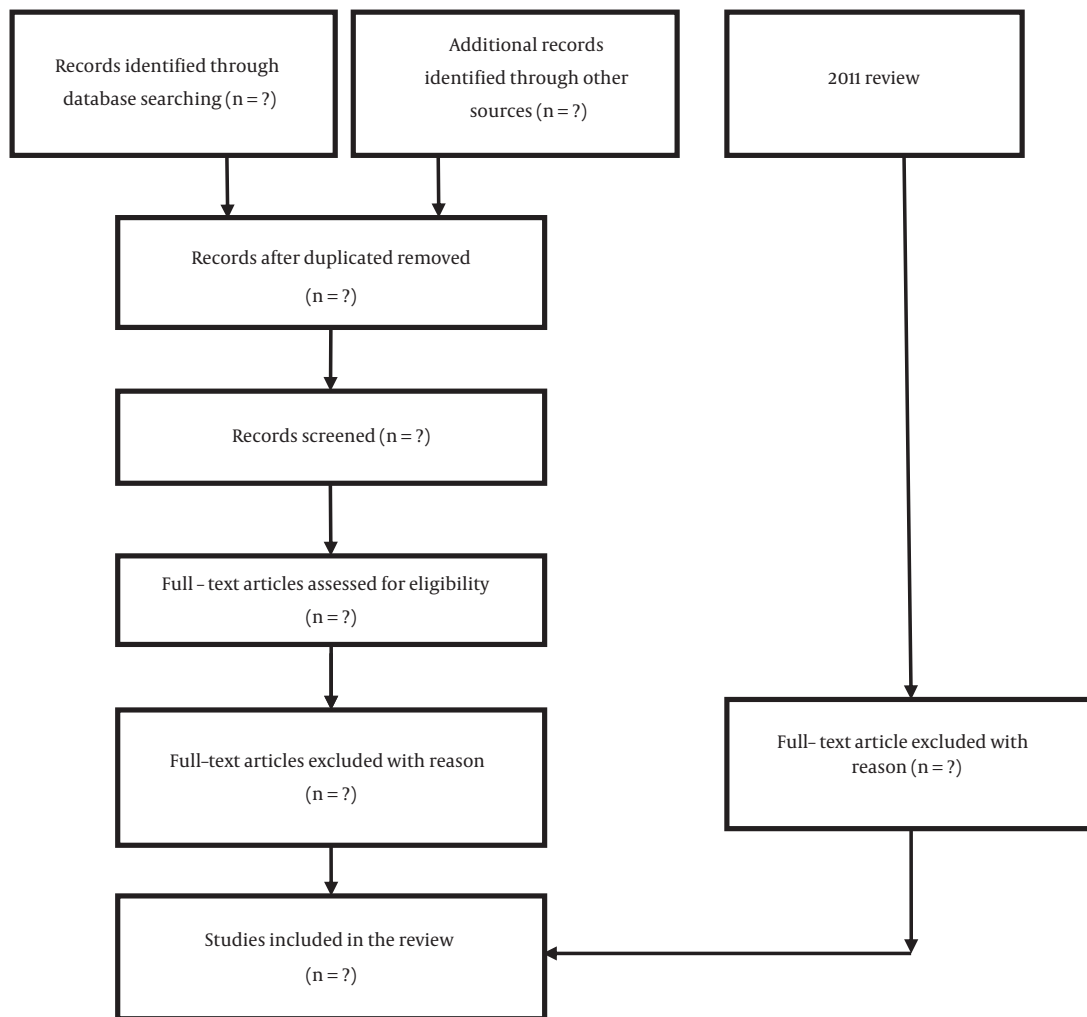 Records identified through
database searching (n = ?)
Additional records
identified through other
sources (n = ?)
2011 review
Records after duplicated removed
(n = ?)
Records screened (n = ?)
Full – text articles assessed for eligibility
(n = ?)
Full–text articles excluded with reason
(n = ?)
Full– text article excluded with
reason (n = ?)
Studies included in the review
(n = ?)